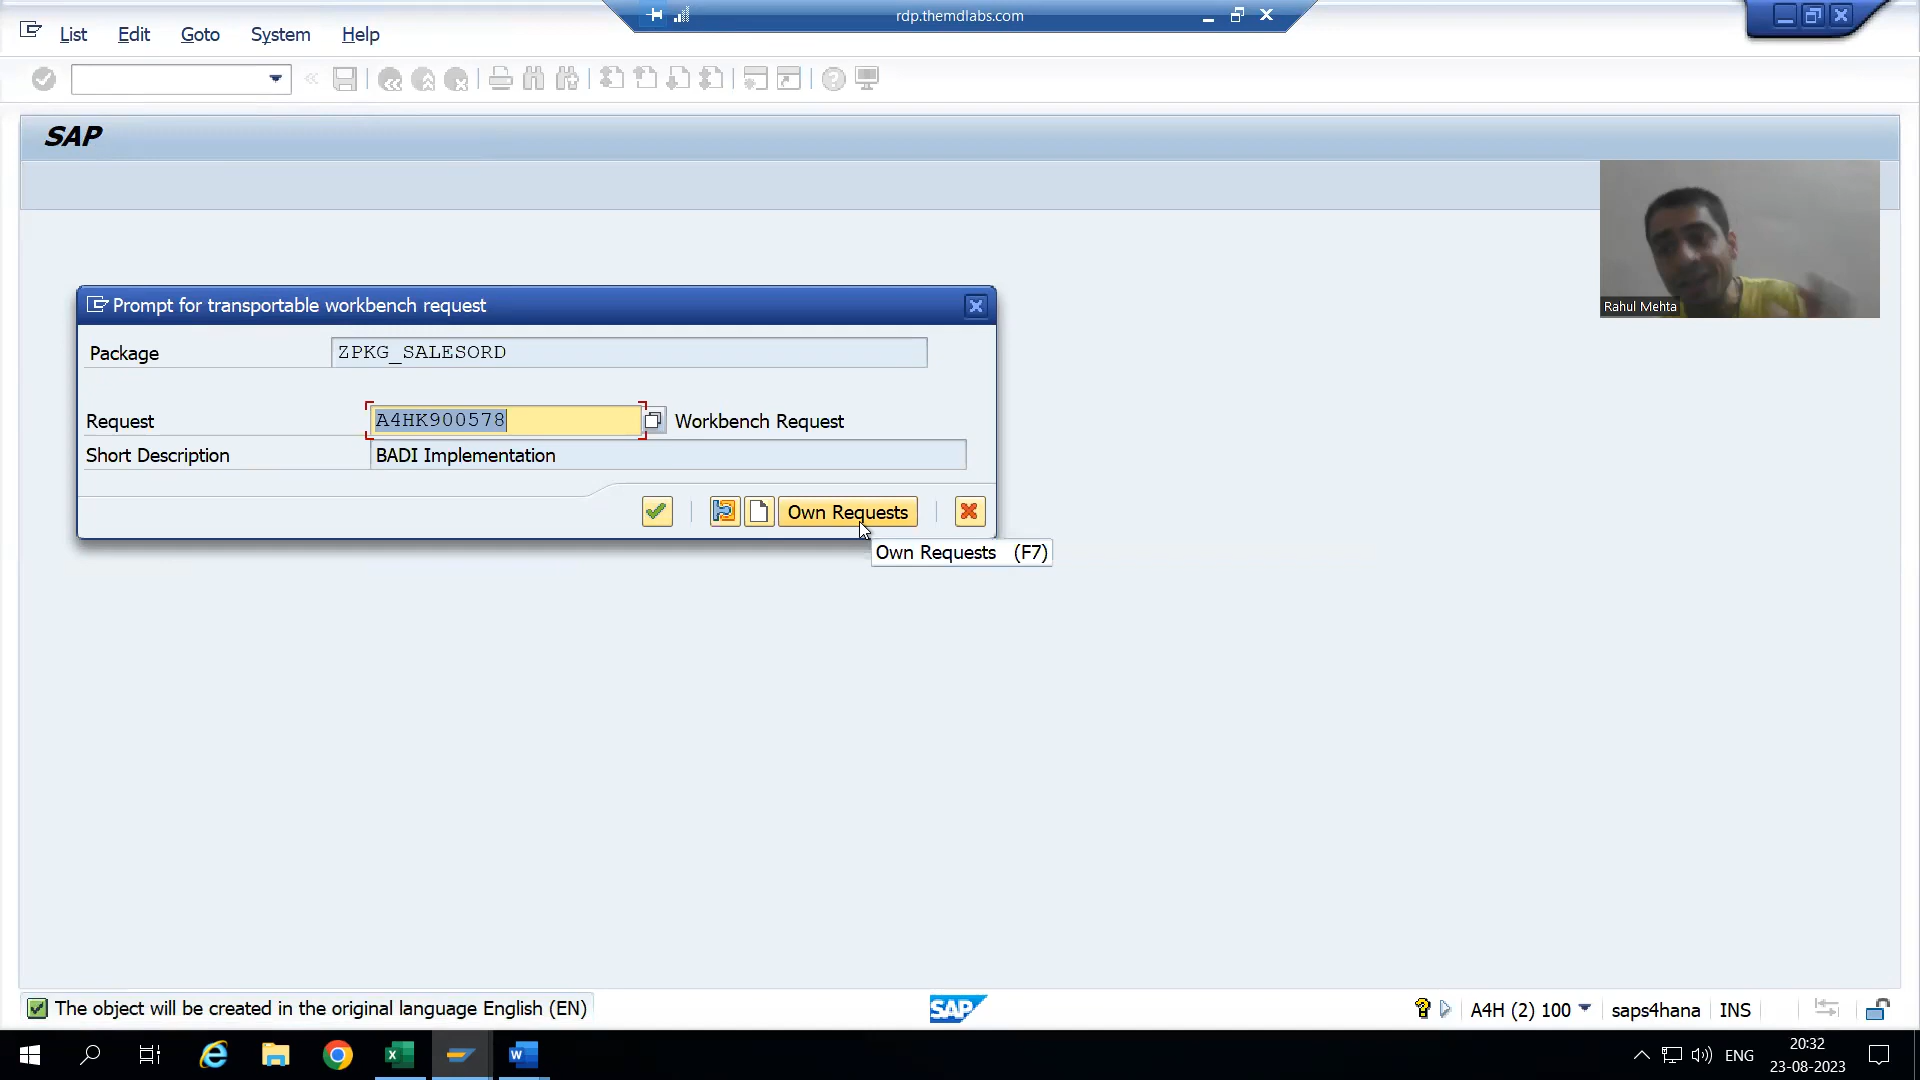 rdp.themdlabs.com
List Edit Goto System Help
SAP
Rahul Mehta
Prompt for transportable workbench request
Package ZPKG_SALESORD
Request A4HK900578 Workbench Request
Short Description BADI Implementation
Own Requests
Own Requests (F7)
The object will be created in the original language English (EN)
SAP
A4H (2) 100 saps4hana INS
ENG
20:32
23-08-2023